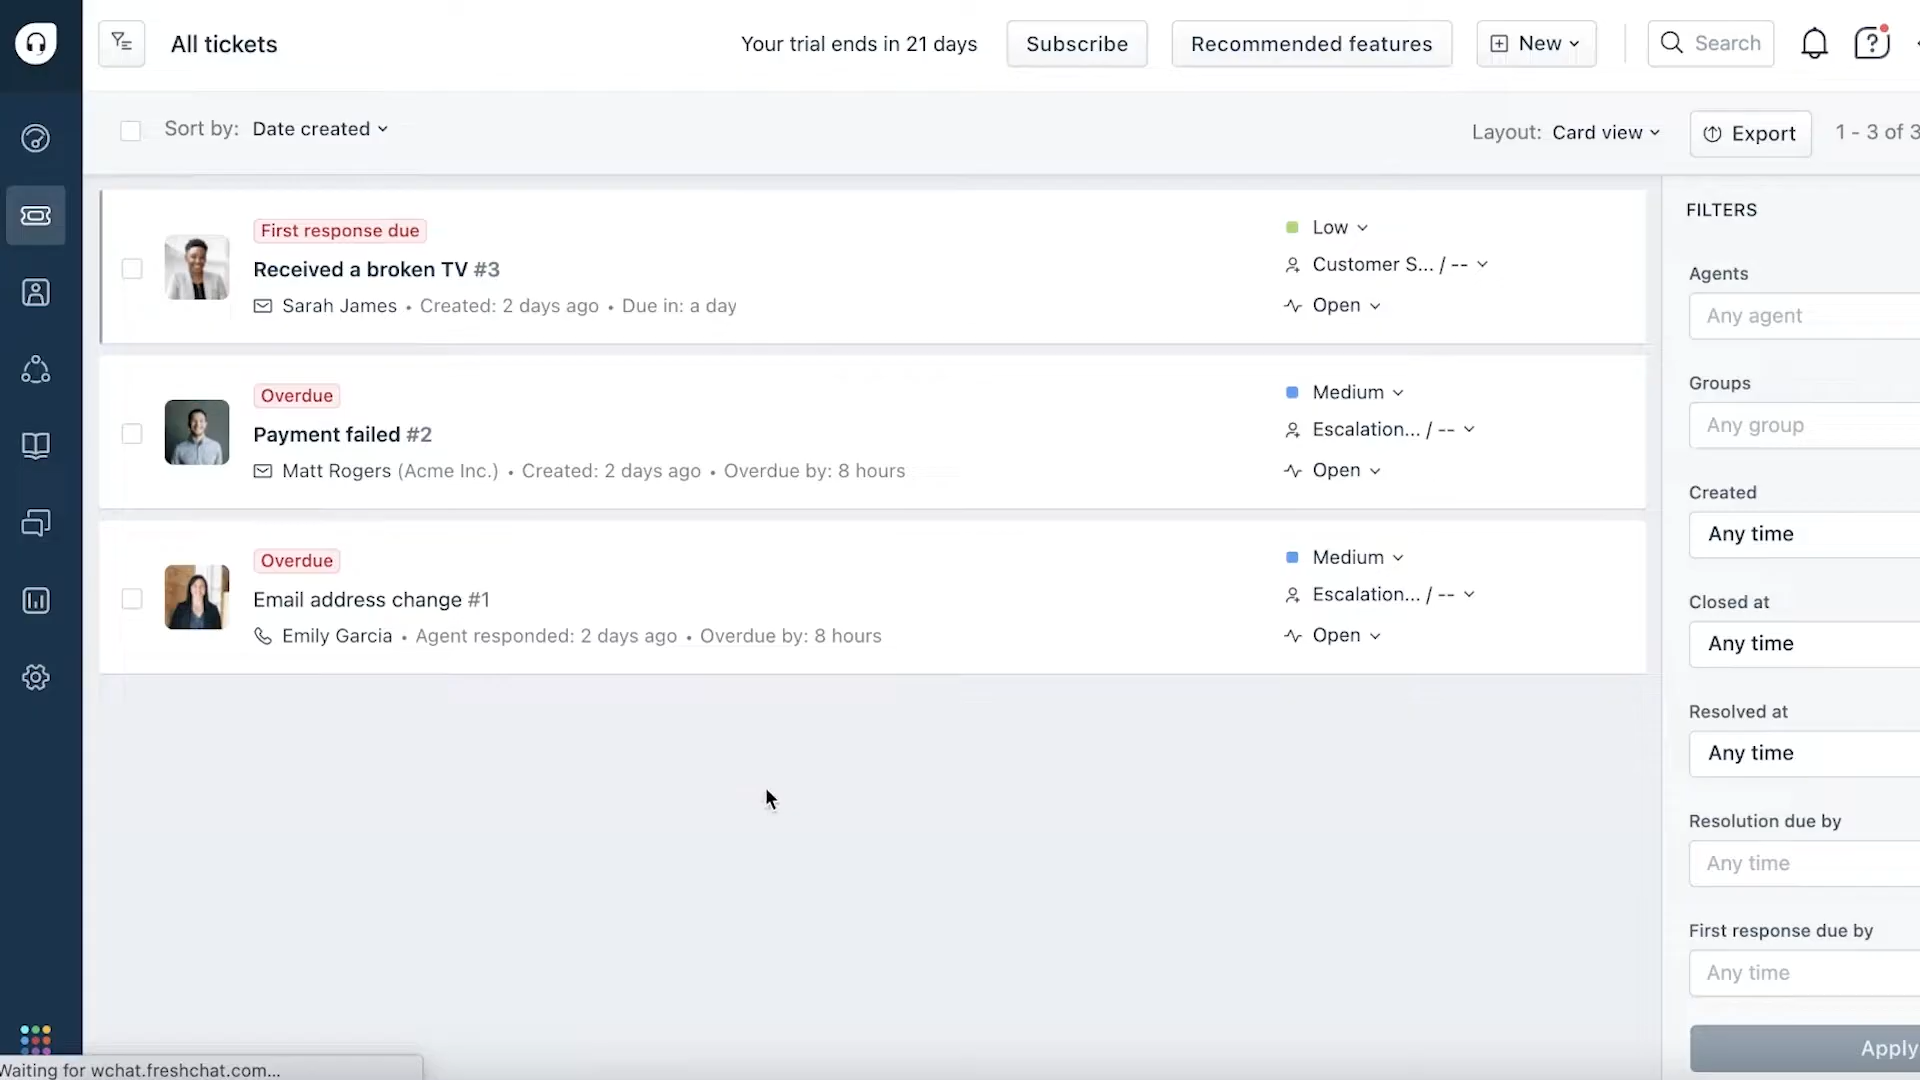 All tickets
Your trial ends in 21 days
Subscribe
Recommended features
New
Search
Sort by: Date created
Layout: Card view
Export
1 - 3 of 3
First response due
Received a broken TV #3
Sarah James • Created: 2 days ago • Due in: a day
Low
Customer S... / --
Open
Overdue
Payment failed #2
Matt Rogers (Acme Inc.) • Created: 2 days ago • Overdue by: 8 hours
Medium
Escalation... / --
Open
Overdue
Email address change #1
Emily Garcia • Agent responded: 2 days ago • Overdue by: 8 hours
Medium
Escalation... / --
Open
FILTERS
Agents
Any agent
Groups
Any group
Created
Any time
Closed at
Any time
Resolved at
Any time
Resolution due by
Any time
First response due by
Any time
Apply
Waiting for wchat.freshchat.com...